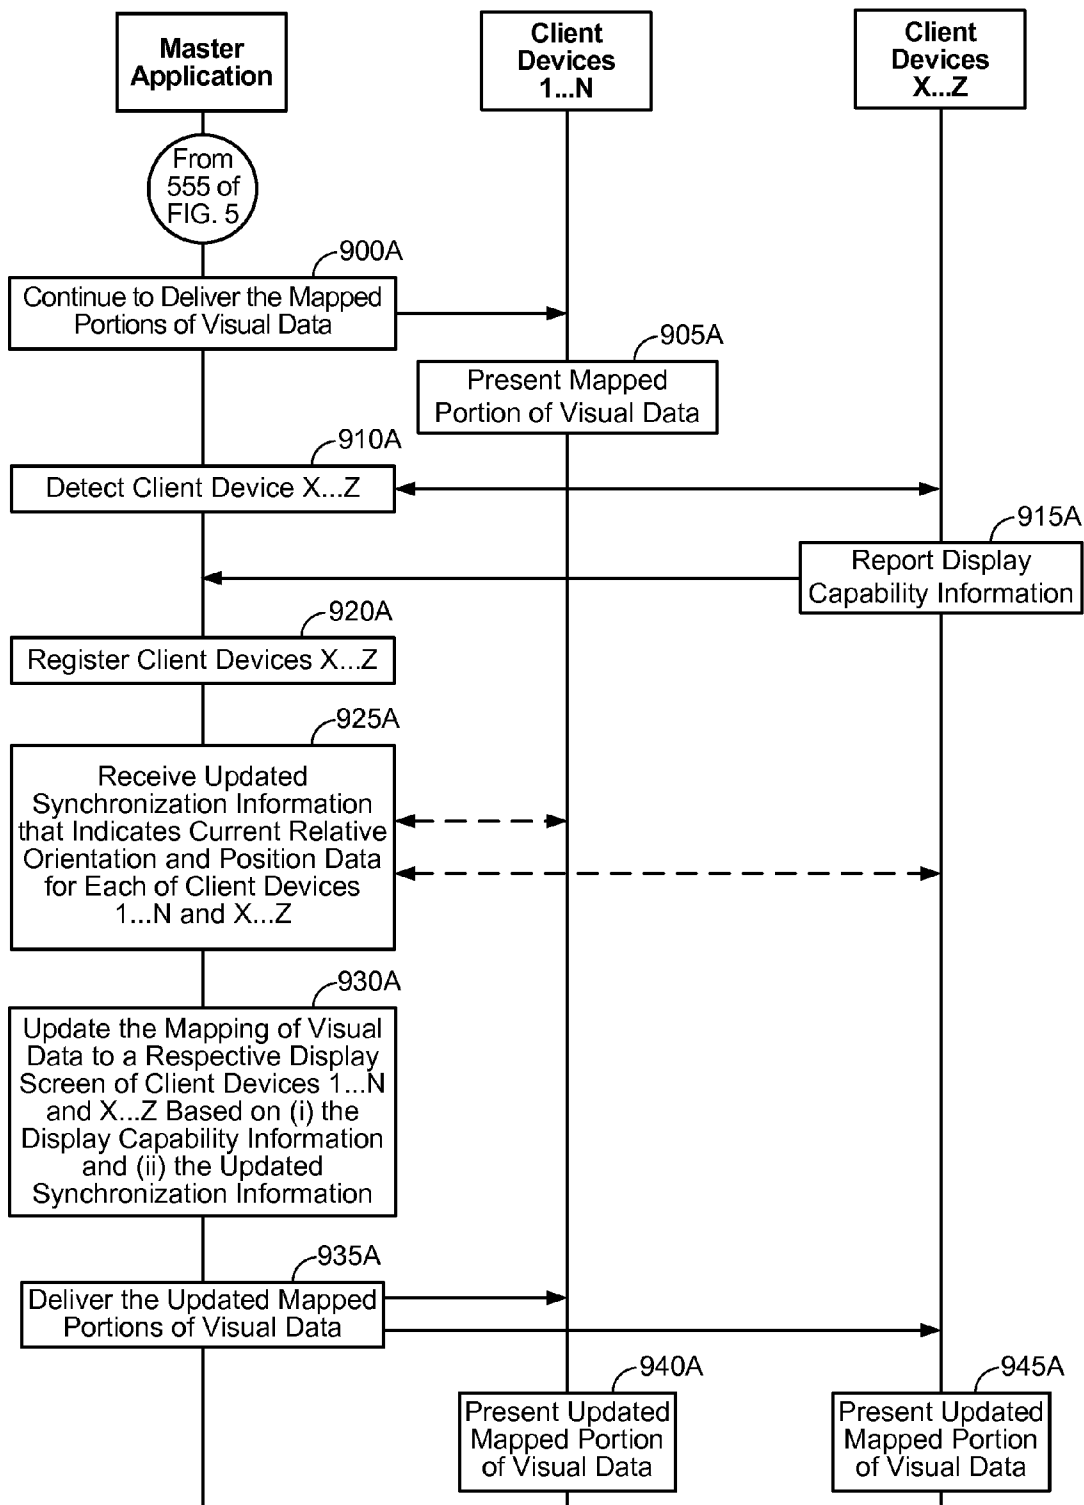 Master
Application
Client
Devices
1...N
Client
Devices
X...Z
From
555 of
FIG. 5
900A
Continue to Deliver the Mapped
Portions of Visual Data
905A
Present Mapped
Portion of Visual Data
910A
Detect Client Device X...Z
915A
Report Display
Capability Information
920A
Register Client Devices X...Z
925A
Receive Updated
Synchronization Information
that Indicates Current Relative
Orientation and Position Data
for Each of Client Devices
1...N and X...Z
930A
Update the Mapping of Visual
Data to a Respective Display
Screen of Client Devices 1...N
and X...Z Based on (i) the
Display Capability Information
and (ii) the Updated
Synchronization Information
935A
Deliver the Updated Mapped
Portions of Visual Data
940A
Present Updated
Mapped Portion
of Visual Data
945A
Present Updated
Mapped Portion
of Visual Data